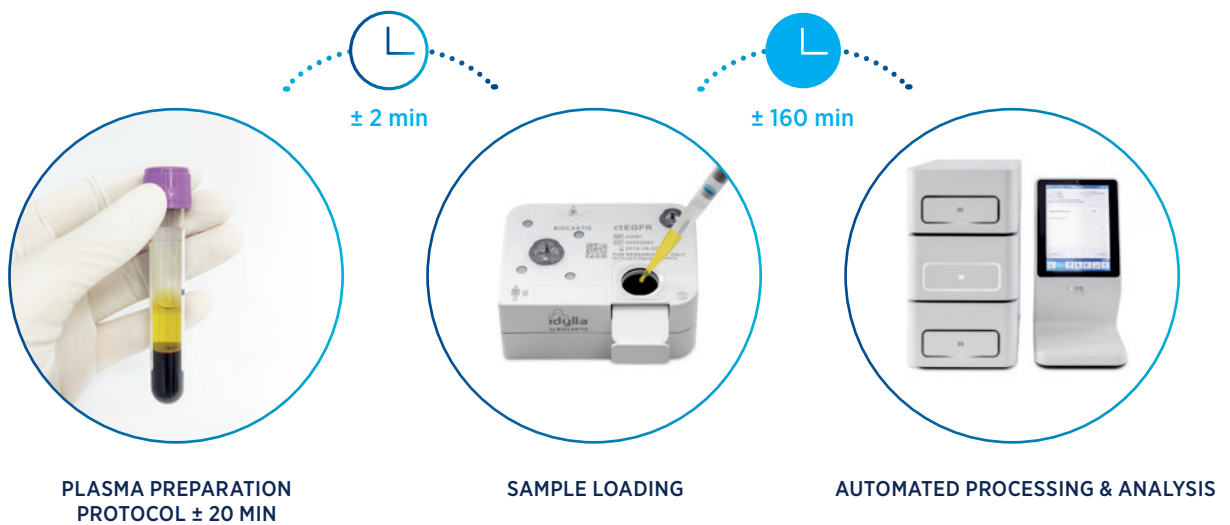 ± 2 min
± 160 min
BIOCARTIS
ctEGFR
FOR RESEARCH USE ONLY
idylla
by BIOCARTIS
PLASMA PREPARATION
PROTOCOL ± 20 MIN
SAMPLE LOADING
AUTOMATED PROCESSING & ANALYSIS